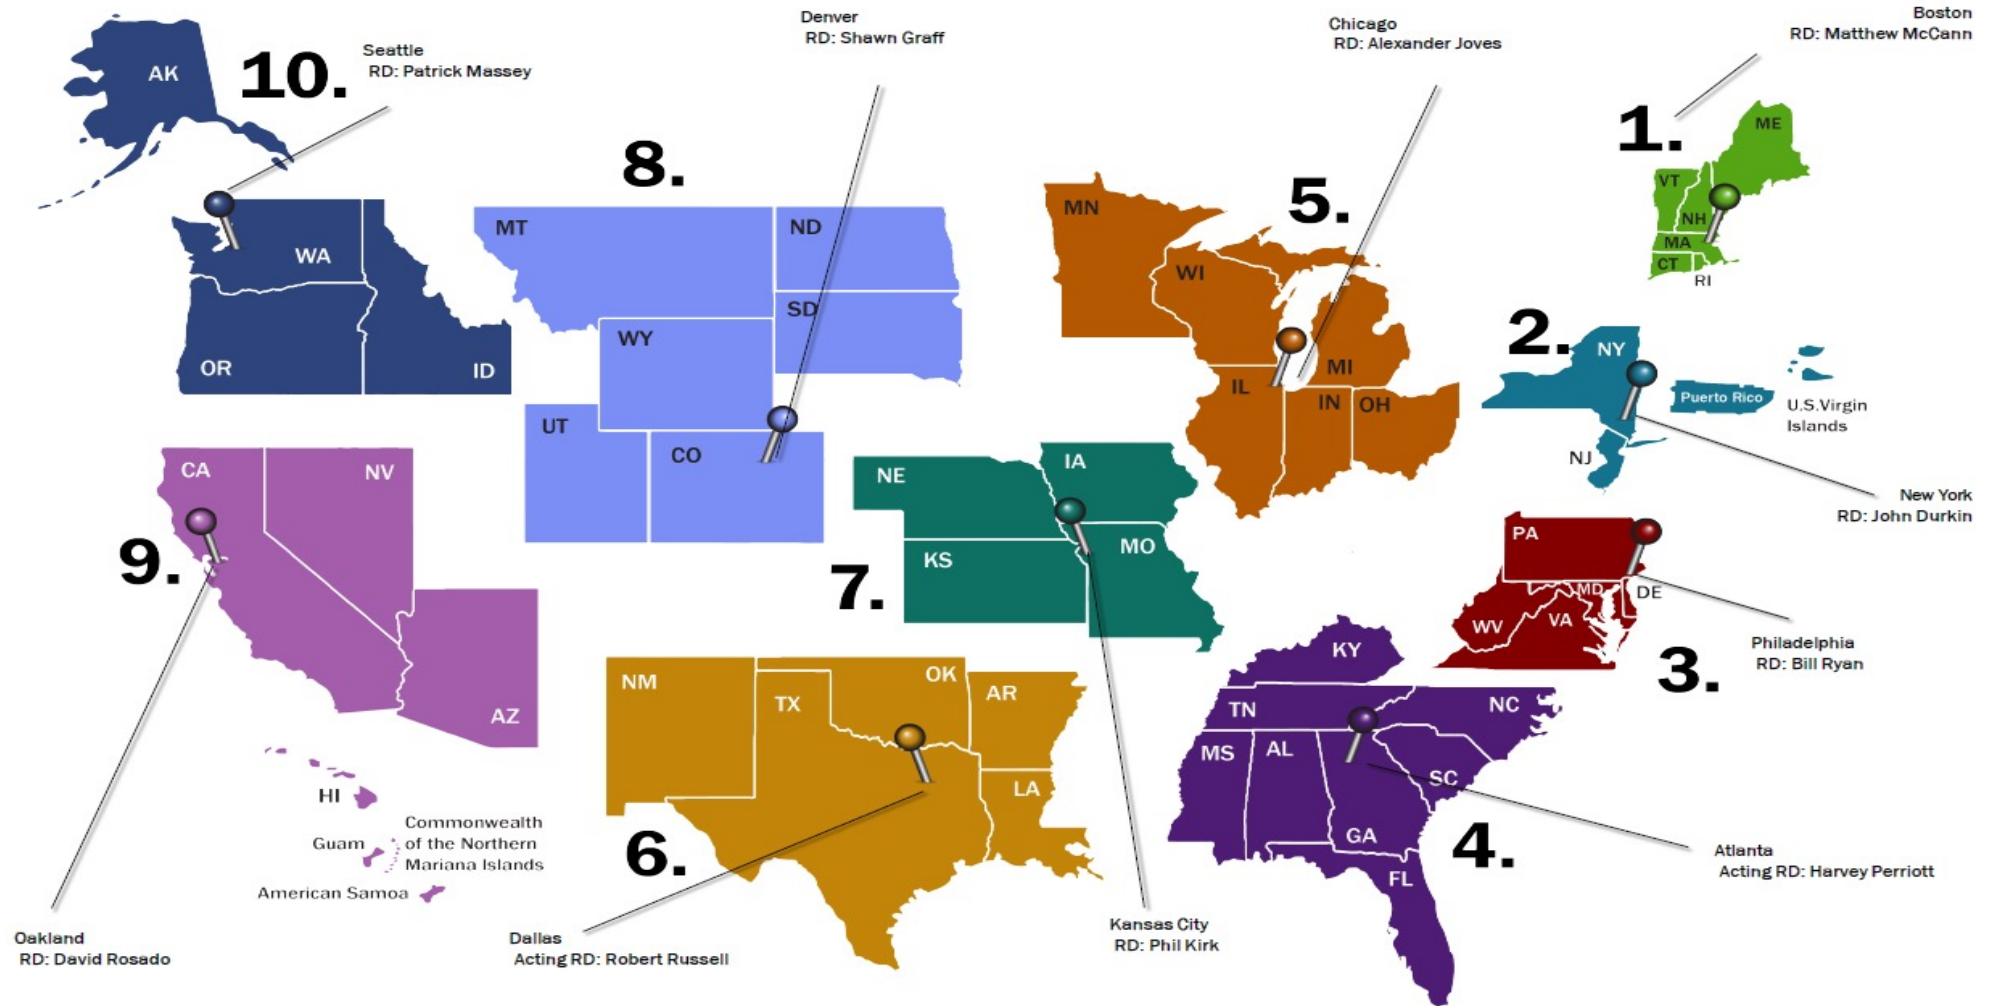 Denver
RD: Shawn Graff
Chicago
RD: Alexander Joves
Boston
RD: Matthew McCann
Seattle
RD: Patrick Massey
10.
AK
WA
OR
ID
8.
MT
ND
SD
WY
UT
CO
5.
MN
WI
MI
IL
IN
OH
1.
ME
VT
NH
MA
CT
RI
2.
NY
NJ
Puerto Rico
U.S.Virgin
Islands
New York
RD: John Durkin
9.
CA
NV
AZ
HI
Guam
Commonwealth
of the Northern
Mariana Islands
American Samoa
Oakland
RD: David Rosado
7.
NE
IA
KS
MO
Kansas City
RD: Phil Kirk
3.
PA
MD
DE
WV
VA
Philadelphia
RD: Bill Ryan
6.
NM
TX
OK
AR
LA
Dallas
Acting RD: Robert Russell
4.
KY
TN
NC
MS
AL
SC
GA
FL
Atlanta
Acting RD: Harvey Perriott